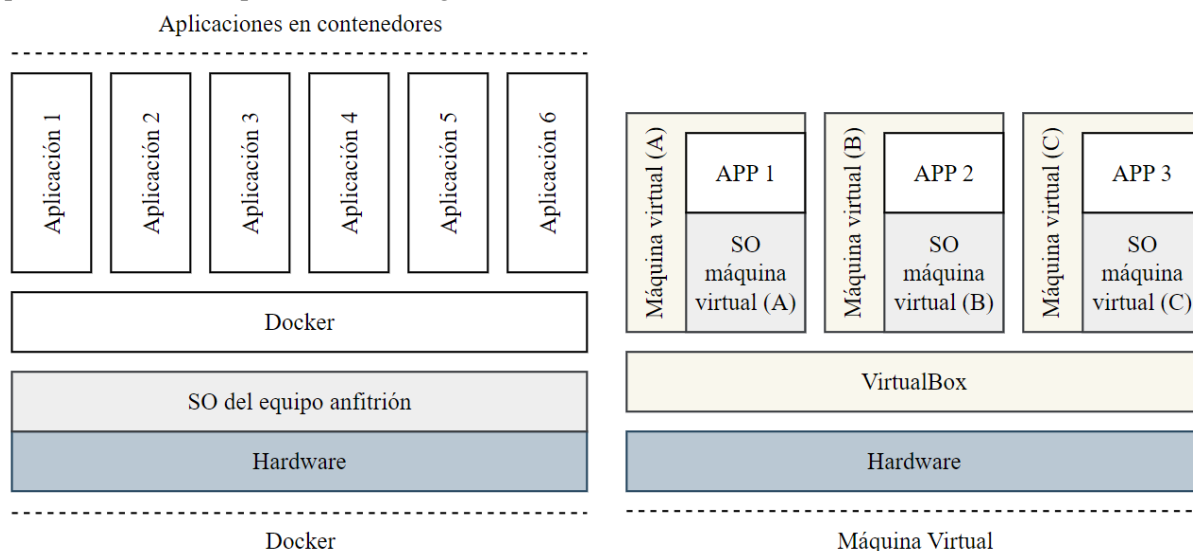 Aplicaciones en contenedores
Aplicación 1
Aplicación 2
Aplicación 3
Aplicación 4
Aplicación 5
Aplicación 6
Docker
SO del equipo anfitrión
Hardware
Docker
Máquina virtual (A)
APP 1
SO
máquina
virtual (A)
Máquina virtual (B)
APP 2
SO
máquina
virtual (B)
Máquina virtual (C)
APP 3
SO
máquina
virtual (C)
VirtualBox
Hardware
Máquina Virtual